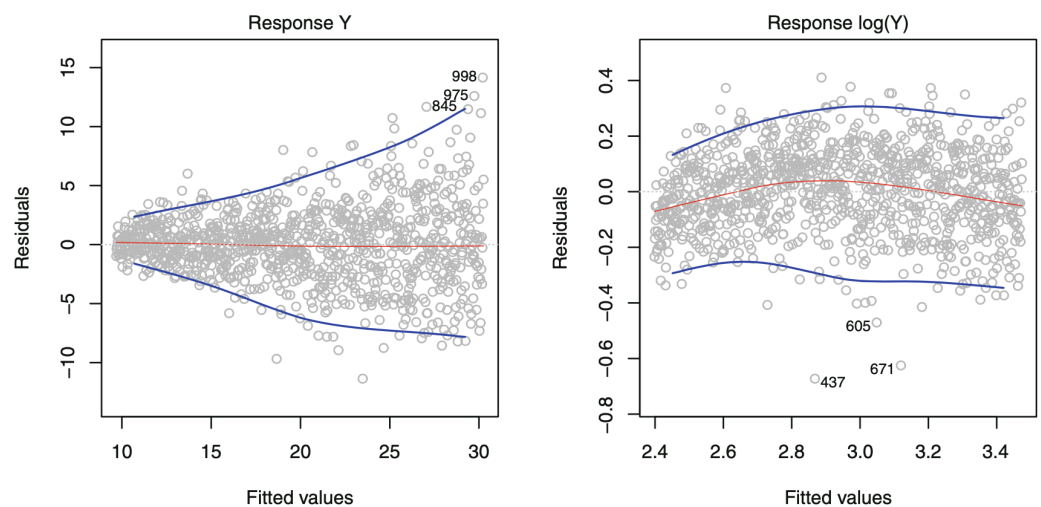 Response Y
Residuals
15
10
5
0
−5
−10
998
975
845
10 15 20 25 30
Fitted values
Response log(Y)
Residuals
0.4
0.2
0.0
−0.2
−0.4
−0.6
−0.8
605
671
437
2.4 2.6 2.8 3.0 3.2 3.4
Fitted values